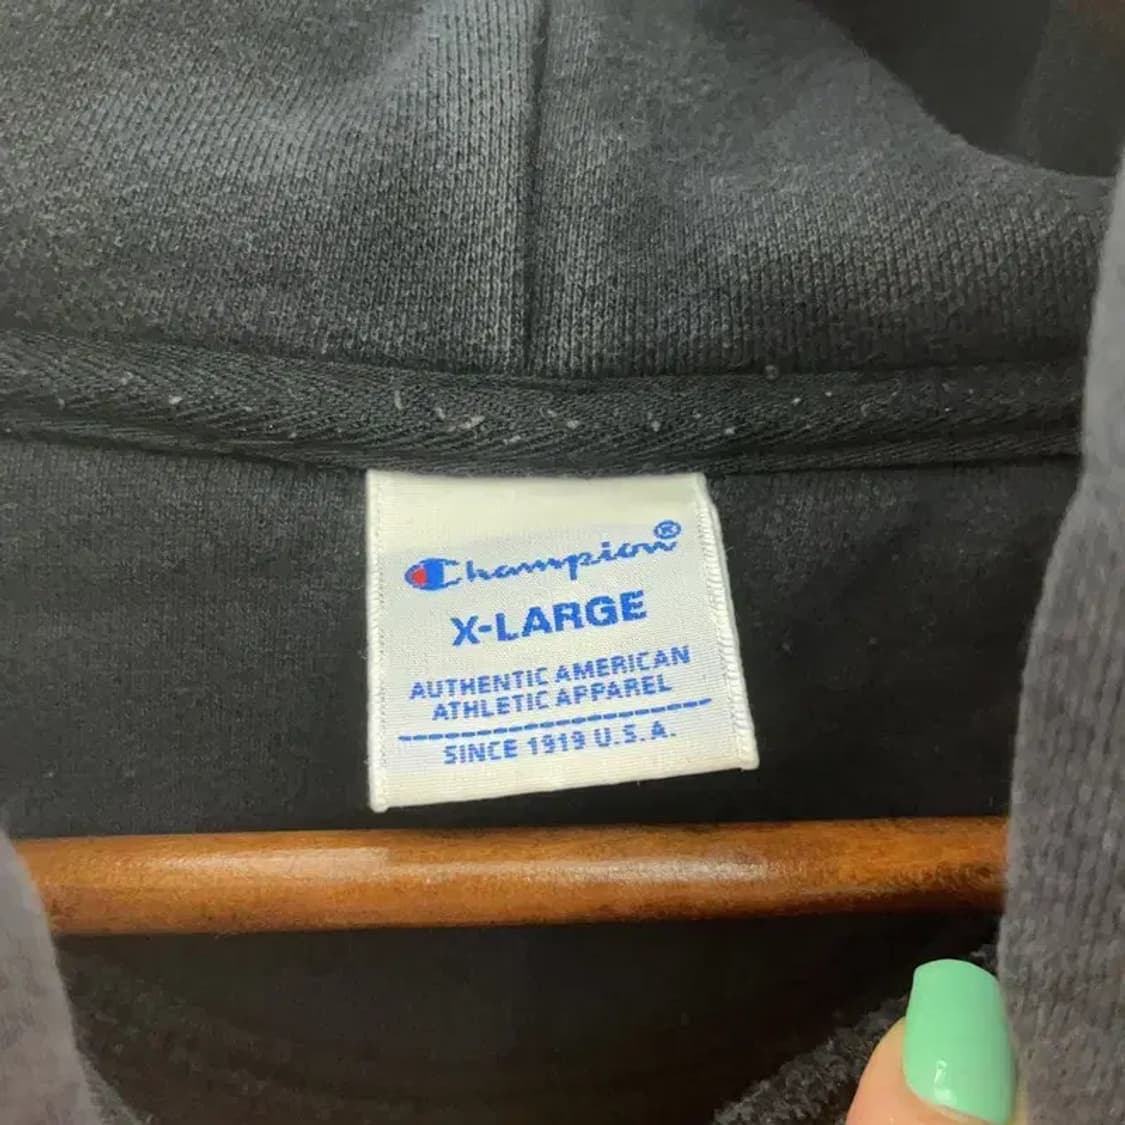 Champion®
X-LARGE
AUTHENTIC AMERICAN
ATHLETIC APPAREL
SINCE 1919 U.S.A.